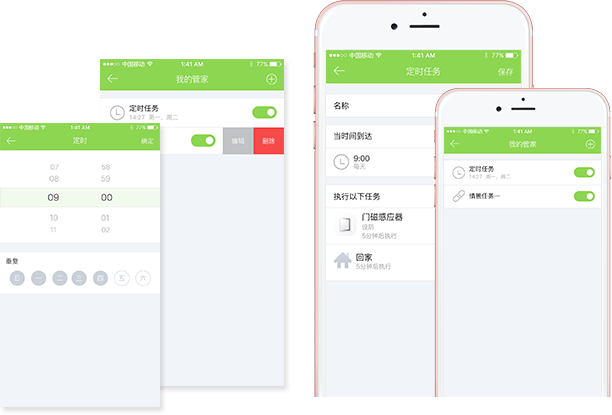 中国移动
1:41 AM
77%
我的管家
定时任务
14:27 周一、周二
编辑
删除
中国移动
1:41 AM
77%
定时
确定
07 58
08 59
09 00
10 01
11 02
重复
日 一 二 三 四 五 六
中国移动
1:41 AM
77%
定时任务
保存
名称
当时间到达
9:00
每天
执行以下任务
门磁感应器
设防
5分钟后执行
回家
5分钟后执行
中国移动
1:41 AM
77%
我的管家
定时任务
14:27 周一、周二
情景任务一